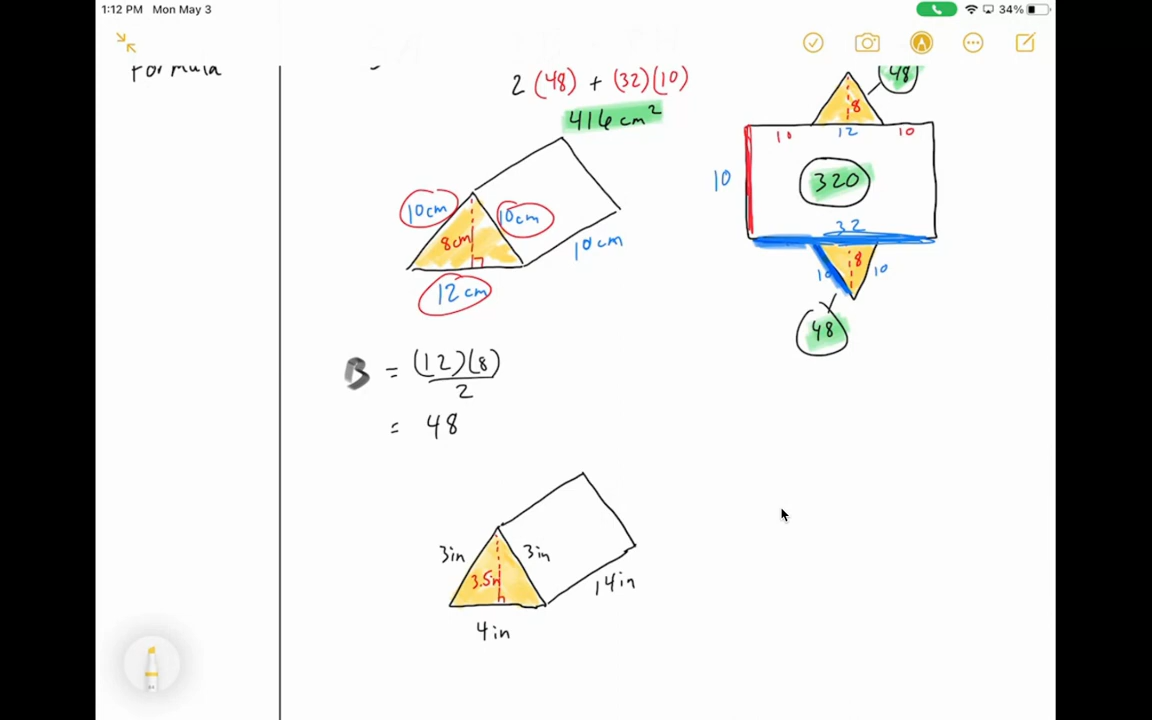 1:12 PM Mon May 3
34%
Formula
2 (48) + (32)(10)
416 cm²
48
8
10 12 10
10cm
10cm
8cm
10cm
12 cm
10
320
32
8
10
10
48
B = (12)(8)
2
= 48
3in
3in
3.5in
14in
4in